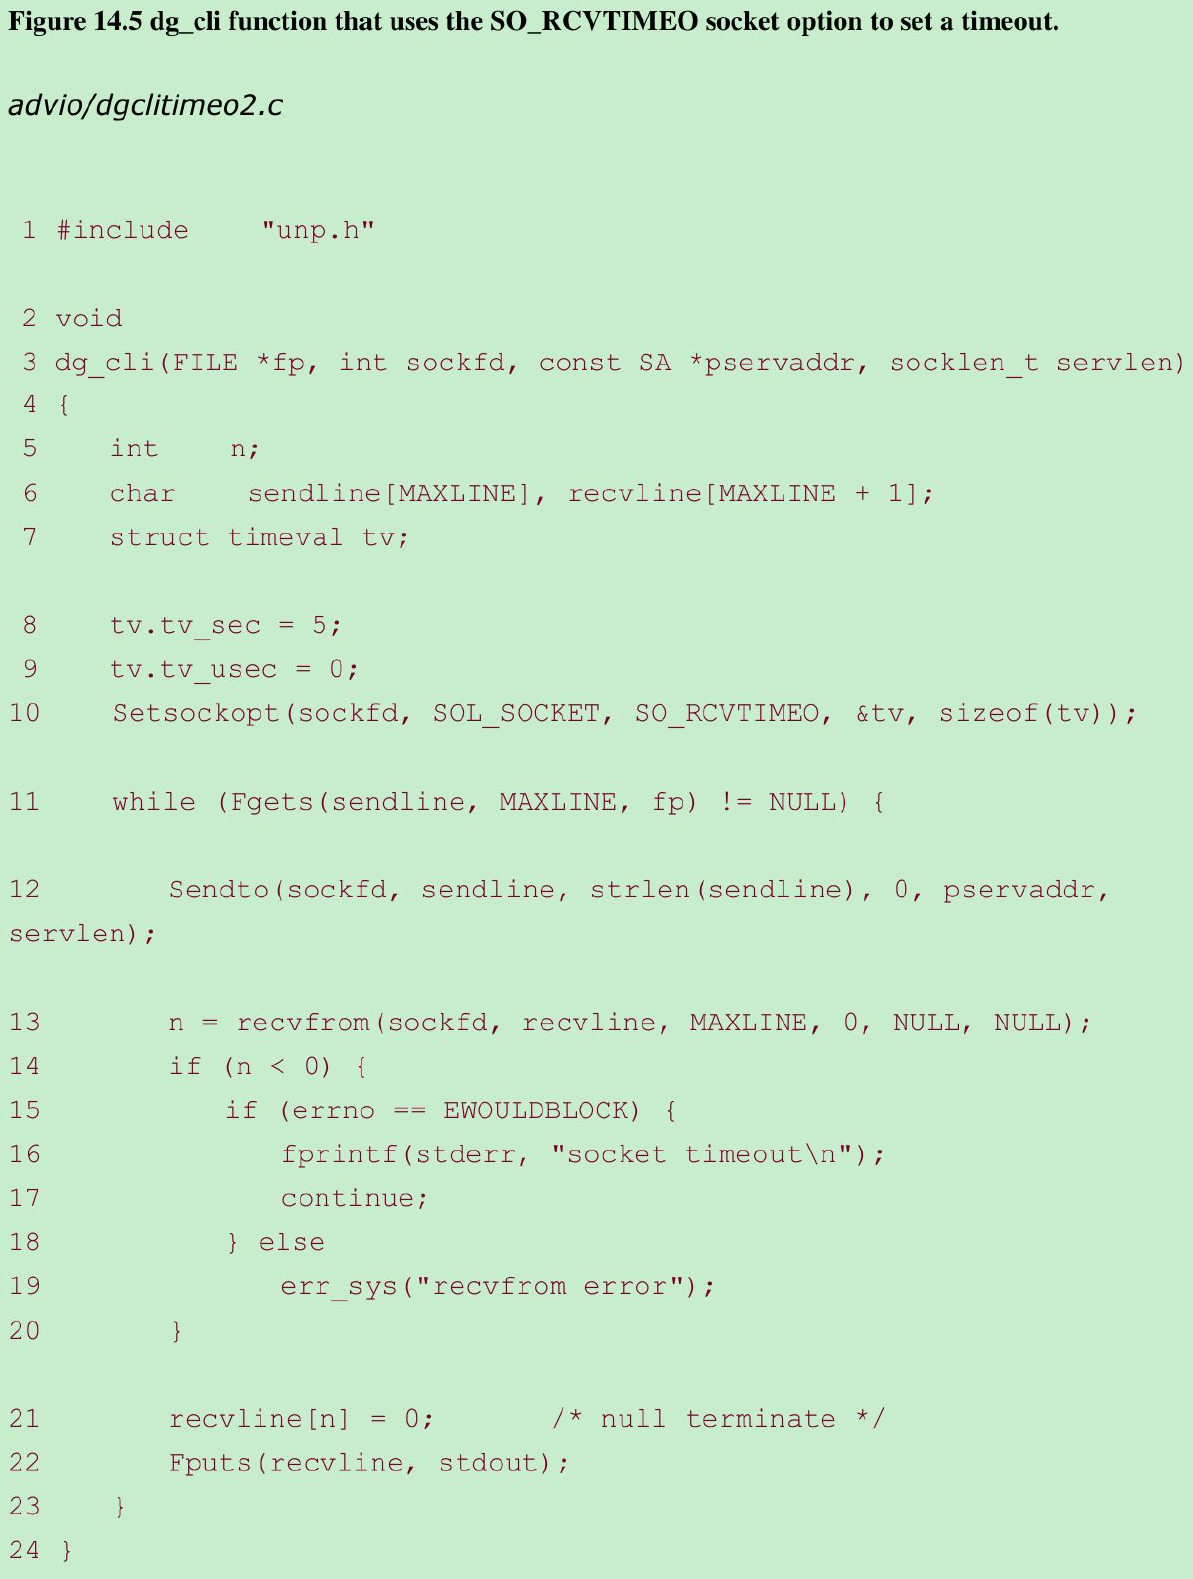 Figure 14.5 dg_cli function that uses the SO_RCVTIMEO socket option to set a timeout.
advio/dgclitimeo2.c
1 #include "unp.h"
2 void
3 dg_cli(FILE *fp, int sockfd, const SA *pservaddr, socklen_t servlen)
4 {
5 int n;
6 char sendline[MAXLINE], recvline[MAXLINE + 1];
7 struct timeval tv;
8 tv.tv_sec = 5;
9 tv.tv_usec = 0;
10 Setsockopt(sockfd, SOL_SOCKET, SO_RCVTIMEO, &tv, sizeof(tv));
11 while (Fgets(sendline, MAXLINE, fp) != NULL) {
12 Sendto(sockfd, sendline, strlen(sendline), 0, pservaddr,
servlen);
13 n = recvfrom(sockfd, recvline, MAXLINE, 0, NULL, NULL);
14 if (n < 0) {
15 if (errno == EWOULDBLOCK) {
16 fprintf(stderr, "socket timeout\n");
17 continue;
18 } else
19 err_sys("recvfrom error");
20 }
21 recvline[n] = 0; /* null terminate */
22 Fputs(recvline, stdout);
23 }
24 }